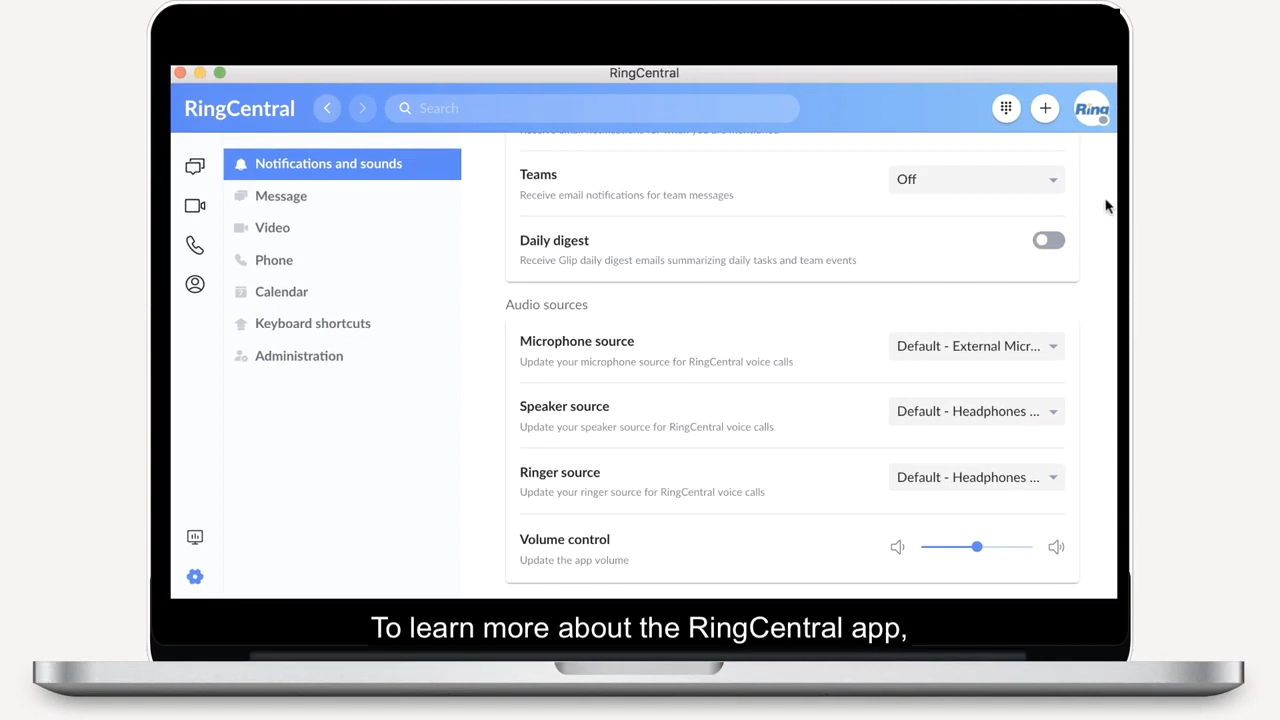 RingCentral
RingCentral
Search
Ring
Notifications and sounds
Message
Video
Phone
Calendar
Keyboard shortcuts
Administration
Teams
Receive email notifications for team messages
Off
Daily digest
Receive Glip daily digest emails summarizing daily tasks and team events
Audio sources
Microphone source
Update your microphone source for RingCentral voice calls
Default - External Micr...
Speaker source
Update your speaker source for RingCentral voice calls
Default - Headphones ...
Ringer source
Update your ringer source for RingCentral voice calls
Default - Headphones ...
Volume control
Update the app volume
To learn more about the RingCentral app,